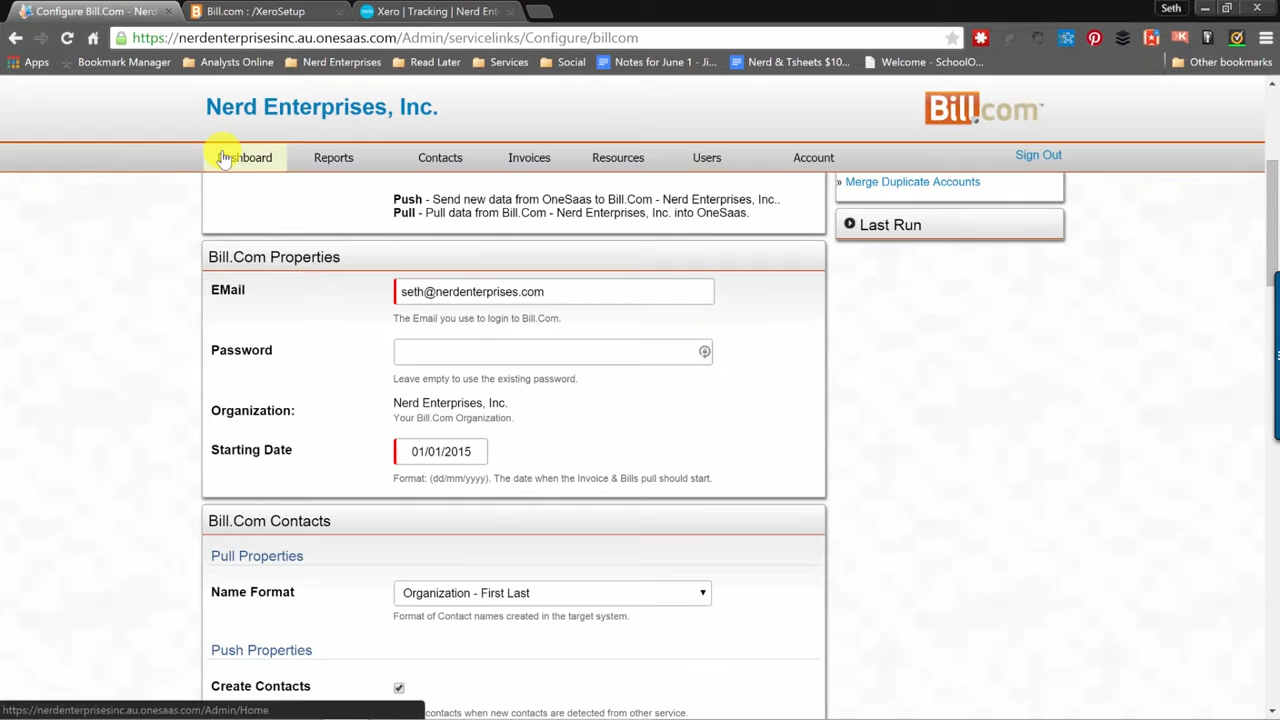 Configure Bill.Com - Nerd
Bill.com : /XeroSetup
Xero | Tracking | Nerd Ente
Seth
https://nerdenterprisesinc.au.onesaas.com/Admin/servicelinks/Configure/billcom
Apps
Bookmark Manager
Analysts Online
Nerd Enterprises
Read Later
Services
Social
Notes for June 1 - Ji...
Nerd & Tsheets $10...
Welcome - SchoolO...
Other bookmarks
Nerd Enterprises, Inc.
Bill.com™
Dashboard
Reports
Contacts
Invoices
Resources
Users
Account
Sign Out
» Merge Duplicate Accounts
Push - Send new data from OneSaas to Bill.Com - Nerd Enterprises, Inc..
Pull - Pull data from Bill.Com - Nerd Enterprises, Inc. into OneSaas.
Last Run
Bill.Com Properties
EMail
seth@nerdenterprises.com
The Email you use to login to Bill.Com.
Password
Leave empty to use the existing password.
Organization:
Nerd Enterprises, Inc.
Your Bill.Com Organization.
Starting Date
01/01/2015
Format: (dd/mm/yyyy). The date when the Invoice & Bills pull should start.
Bill.Com Contacts
Pull Properties
Name Format
Organization - First Last
Format of Contact names created in the target system.
Push Properties
Create Contacts
contacts when new contacts are detected from other service.
https://nerdenterprisesinc.au.onesaas.com/Admin/Home